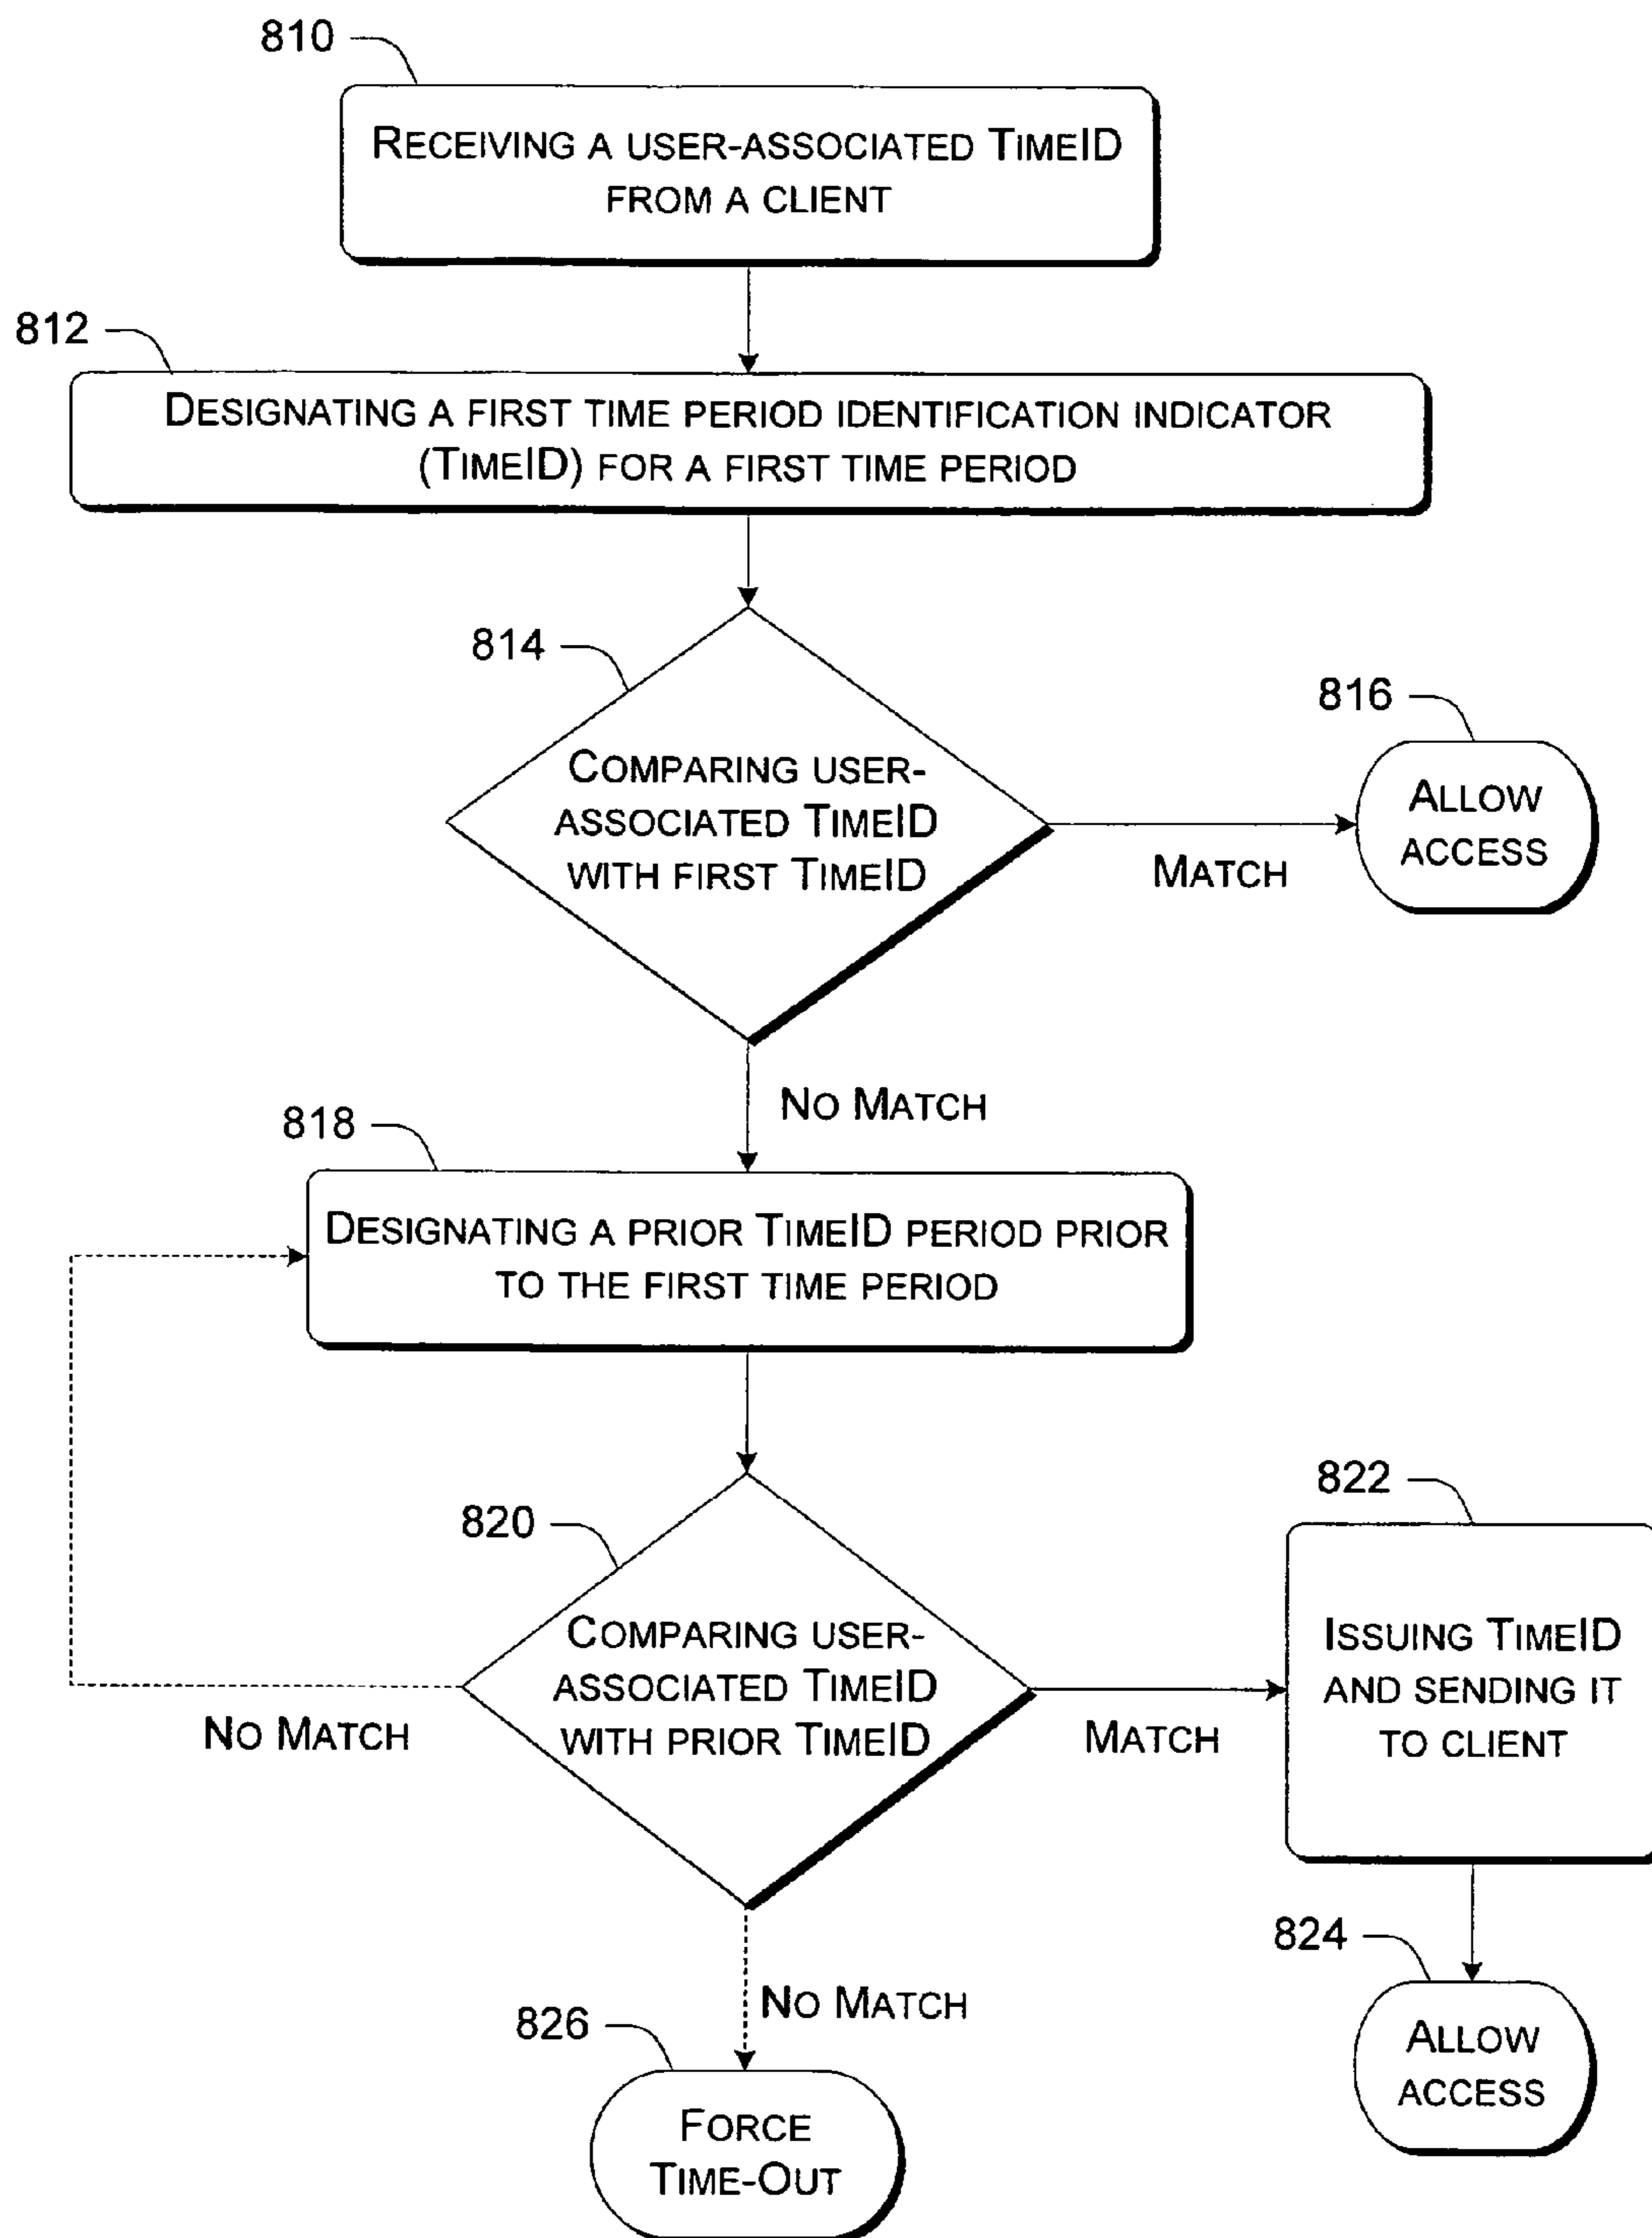 810
RECEIVING A USER-ASSOCIATED TIMEID
FROM A CLIENT
812
DESIGNATING A FIRST TIME PERIOD IDENTIFICATION INDICATOR
(TIMEID) FOR A FIRST TIME PERIOD
814
COMPARING USER-
ASSOCIATED TIMEID
WITH FIRST TIMEID
MATCH
816
ALLOW
ACCESS
NO MATCH
818
DESIGNATING A PRIOR TIMEID PERIOD PRIOR
TO THE FIRST TIME PERIOD
820
COMPARING USER-
ASSOCIATED TIMEID
WITH PRIOR TIMEID
NO MATCH
MATCH
822
ISSUING TIMEID
AND SENDING IT
TO CLIENT
824
ALLOW
ACCESS
NO MATCH
826
FORCE
TIME-OUT